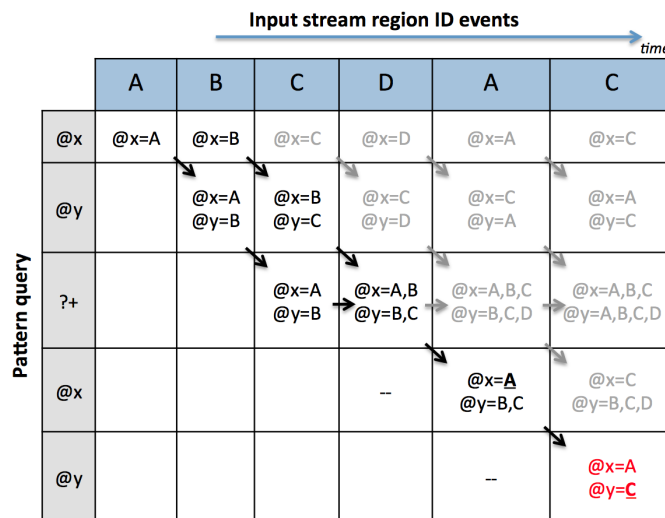 Input stream region ID events
time
A B C D A C
@x @x=A @x=B @x=C @x=D @x=A @x=C
@y @x=A @x=B @x=C @x=C @x=A
@y=B @y=C @y=D @y=A @y=C
?+ @x=A @x=A,B @x=A,B,C @x=A,B,C
@y=B @y=B,C @y=B,C,D @y=A,B,C,D
@x -- @x=A @x=C
@y=B,C @y=B,C,D
@y -- @x=A
@y=C
Pattern query